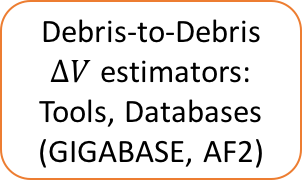 Debris-to-Debris
Δ𝑉 estimators:
Tools, Databases
(GIGABASE, AF2)